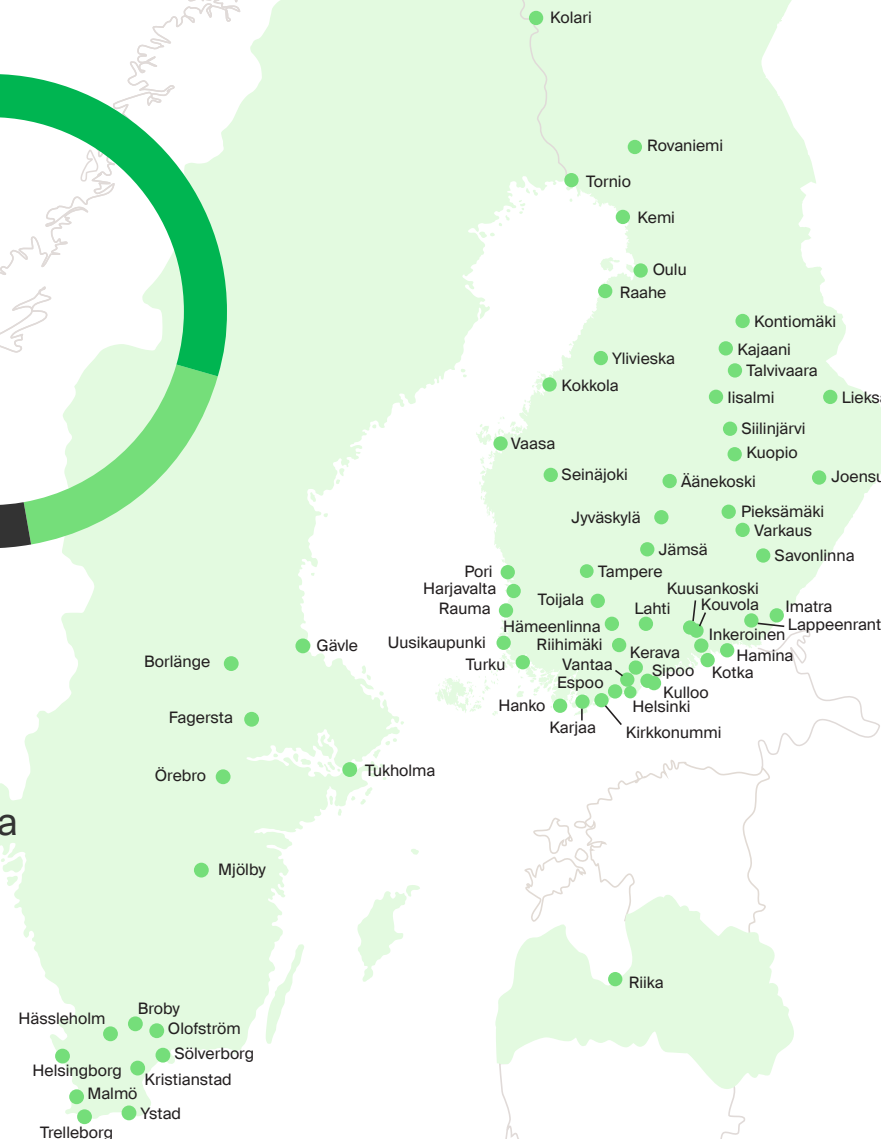 Kolari
Rovaniemi
Tornio
Kemi
Oulu
Raahe
Kontiomäki
Kajaani
Ylivieska
Talvivaara
Kokkola
Iisalmi
Lieksa
Siilinjärvi
Vaasa
Kuopio
Seinäjoki
Äänekoski
Joensu
Pieksämäki
Jyväskylä
Varkaus
Jämsä
Savonlinna
Pori
Tampere
Harjavalta
Kuusankoski
Toijala
Kouvola
Rauma
Lahti
Imatra
Lappeenrant
Hämeenlinna
Inkeroinen
Uusikaupunki
Riihimäki
Gävle
Kerava
Hamina
Borlänge
Turku
Vantaa
Sipoo
Kotka
Espoo
Kulloo
Hanko
Helsinki
Fagersta
Karjaa
Kirkkonummi
Tukholma
Örebro
a
Mjölby
Riika
Broby
Hässleholm
Olofström
Sölverborg
Helsingborg
Kristianstad
Malmö
Ystad
Trelleborg